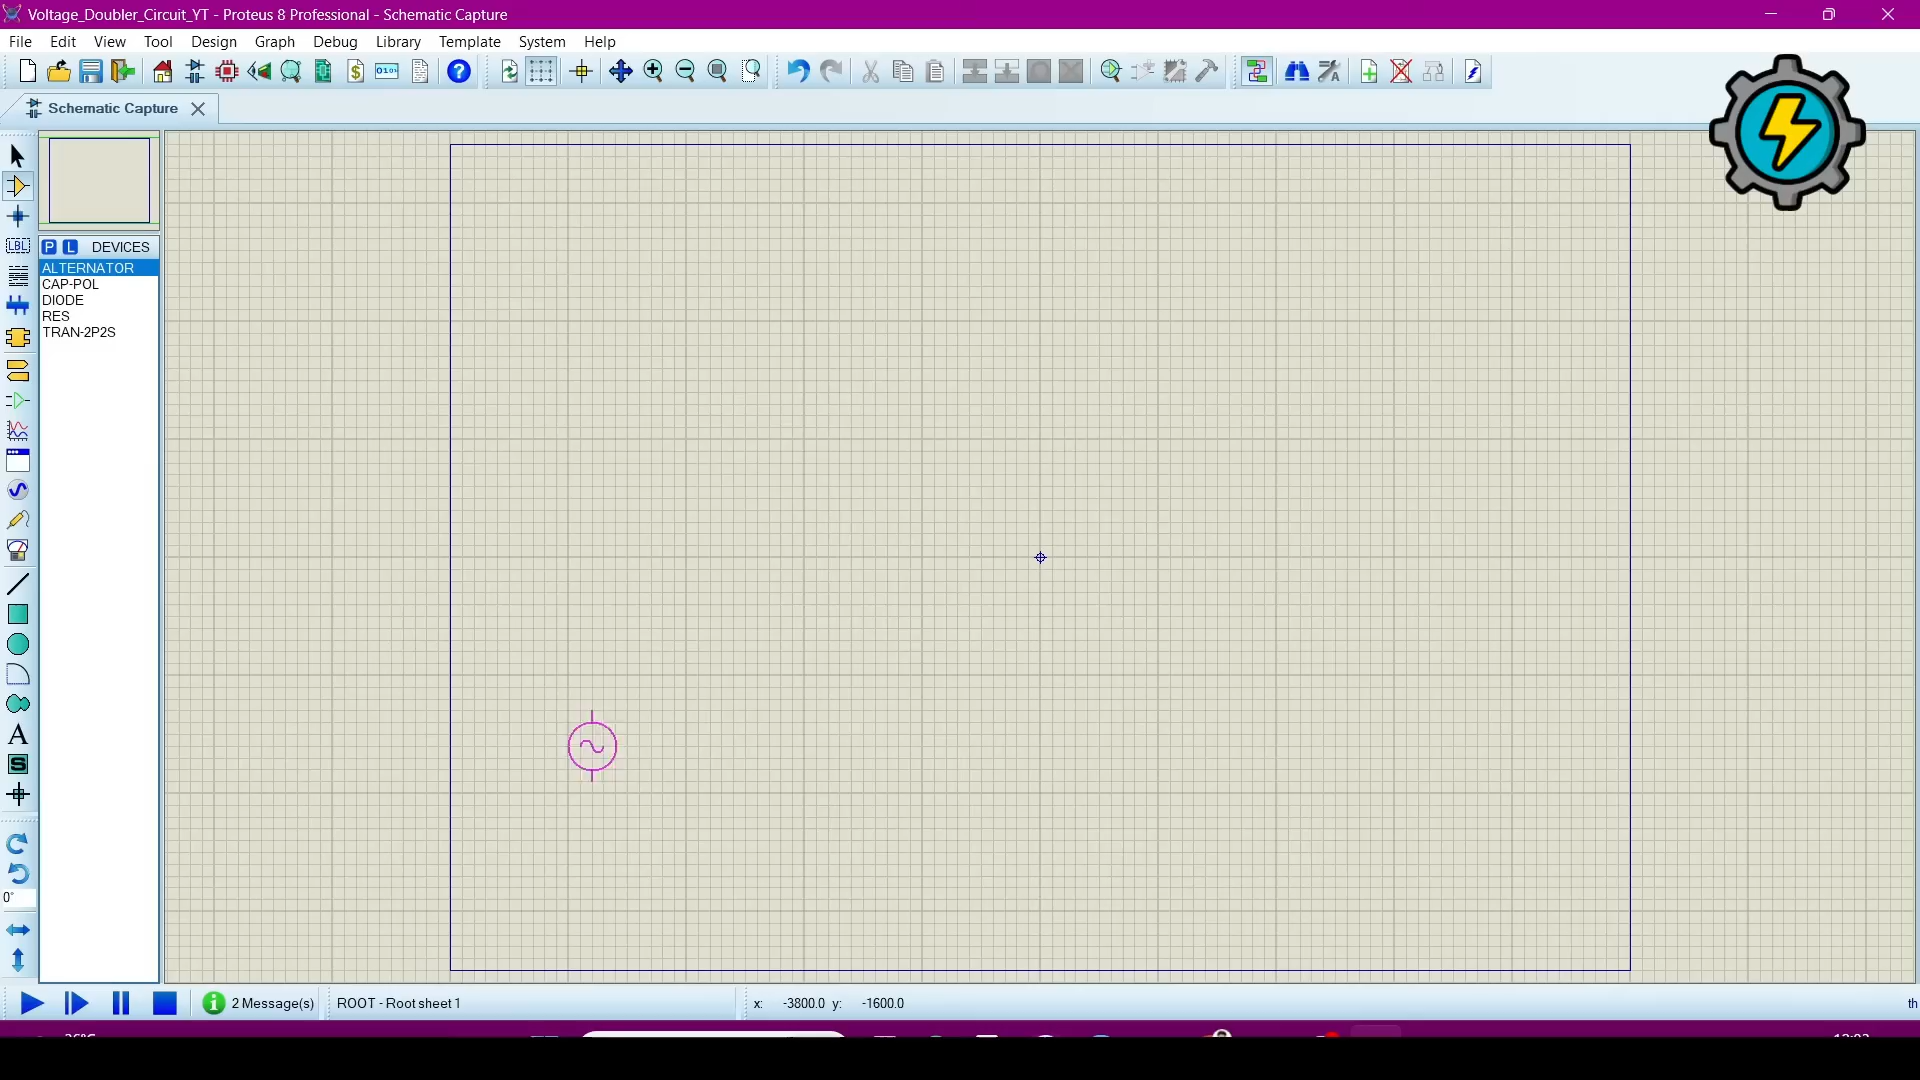 Voltage_Doubler_Circuit_YT - Proteus 8 Professional - Schematic Capture
File Edit View Tool Design Graph Debug Library Template System Help
Schematic Capture
P L DEVICES
ALTERNATOR
CAP-POL
DIODE
RES
TRAN-2P2S
LBL
A
S
0°
2 Message(s) ROOT - Root sheet 1 x: -3800.0 y: -1600.0 th